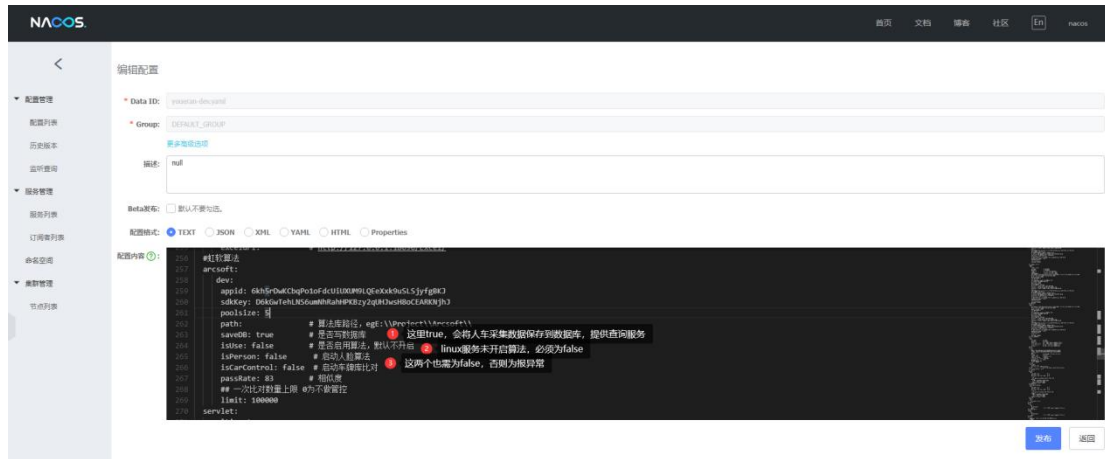 NACOS.
首页 文档 博客 社区 En nacos
编辑配置
配置管理
配置列表
历史版本
监听查询
服务管理
服务列表
订阅者列表
命名空间
集群管理
节点列表
* Data ID:
* Group: DEFAULT_GROUP
更多高级选项
描述: null
Beta发布: 默认不要勾选。
配置格式: TEXT JSON XML YAML HTML Properties
配置内容 ? :
256 #虹软算法
257 arcsoft:
258 dev:
259 appid:
260 sdkKey:
261 poolsize: 5
262 path: # 算法库路径, egE:\\Project\\Arcsoft\\
263 saveDB: true # 是否写数据库 1 这里true，会将人车采集数据保存到数据库，提供查询服务
264 isUse: false # 是否启用算法, 默认不开启 2 linux服务未开启算法，必须为false
265 isPerson: false # 启动人脸算法
266 isCarControl: false # 启动车牌库比对 3 这两个也需为false，否则为报异常
267 passRate: 83 # 相似度
268 ## 一次比对数量上限 0为不做管控
269 limit: 100000
270 servlet:
发布 返回